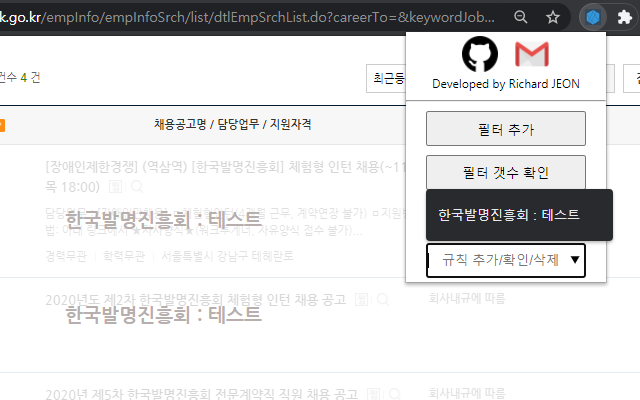 k.go.kr/empInfo/empInfoSrch/list/dtlEmpSrchList.do?careerTo=&keywordJob...
Developed by Richard JEON
건수 4 건
최근등
채용공고명 / 담당업무 / 지원자격
필터 추가
필터 갯수 확인
한국발명진흥회 : 테스트
규칙 추가/확인/삭제 ▼
[장애인제한경쟁] (역삼역) [한국발명진흥회] 체험형 인턴 채용(~11
목 18:00)
한국발명진흥회 : 테스트
경력무관 | 학력무관 | 서울특별시 강남구 테헤란로
2020년도 제2차 한국발명진흥회 체험형 인턴 채용 공고
회사내규에 따름
한국발명진흥회 : 테스트
2020년 제5차 한국발명진흥회 전문계약직 직원 채용 공고
회사내규에 따름